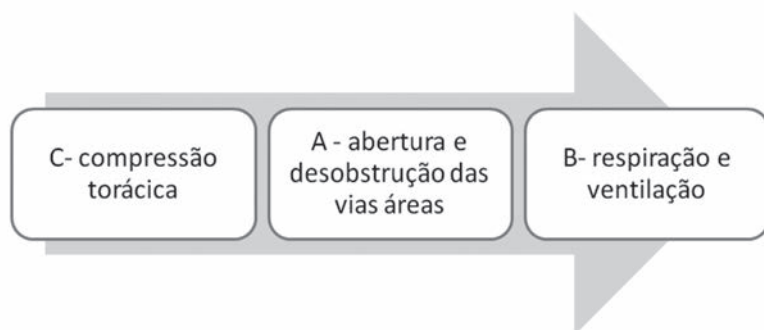 C- compressão
torácica
A - abertura e
desobstrução das
vias áreas
B- respiração e
ventilação